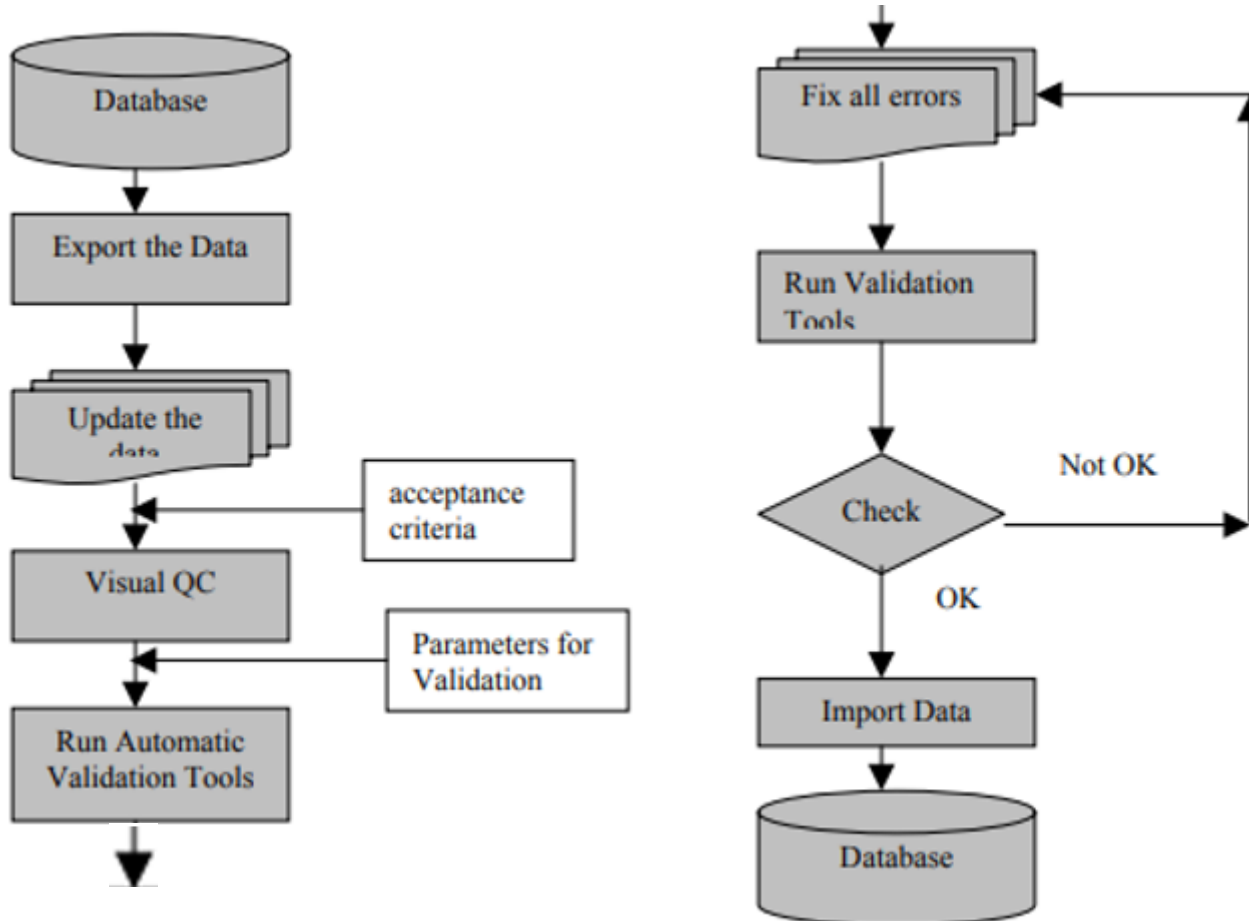 Database
Export the Data
Update the
data
acceptance
criteria
Visual QC
Parameters for
Validation
Run Automatic
Validation Tools
Fix all errors
Run Validation
Tools
Not OK
Check
OK
Import Data
Database